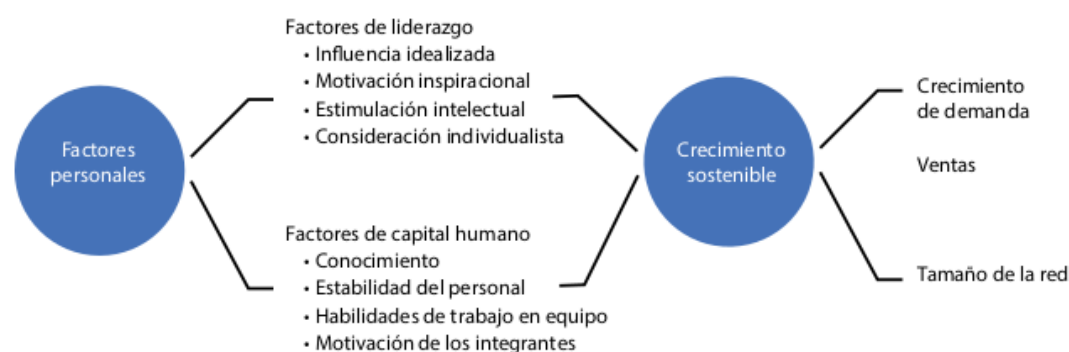 Factores
personales
Factores de liderazgo
• Influencia idealizada
• Motivación inspiracional
• Estimulación intelectual
• Consideración individualista
Factores de capital humano
• Conocimiento
• Estabilidad del personal
• Habilidades de trabajo en equipo
• Motivación de los integrantes
Crecimiento
sostenible
Crecimiento
de demanda
Ventas
Tamaño de la red